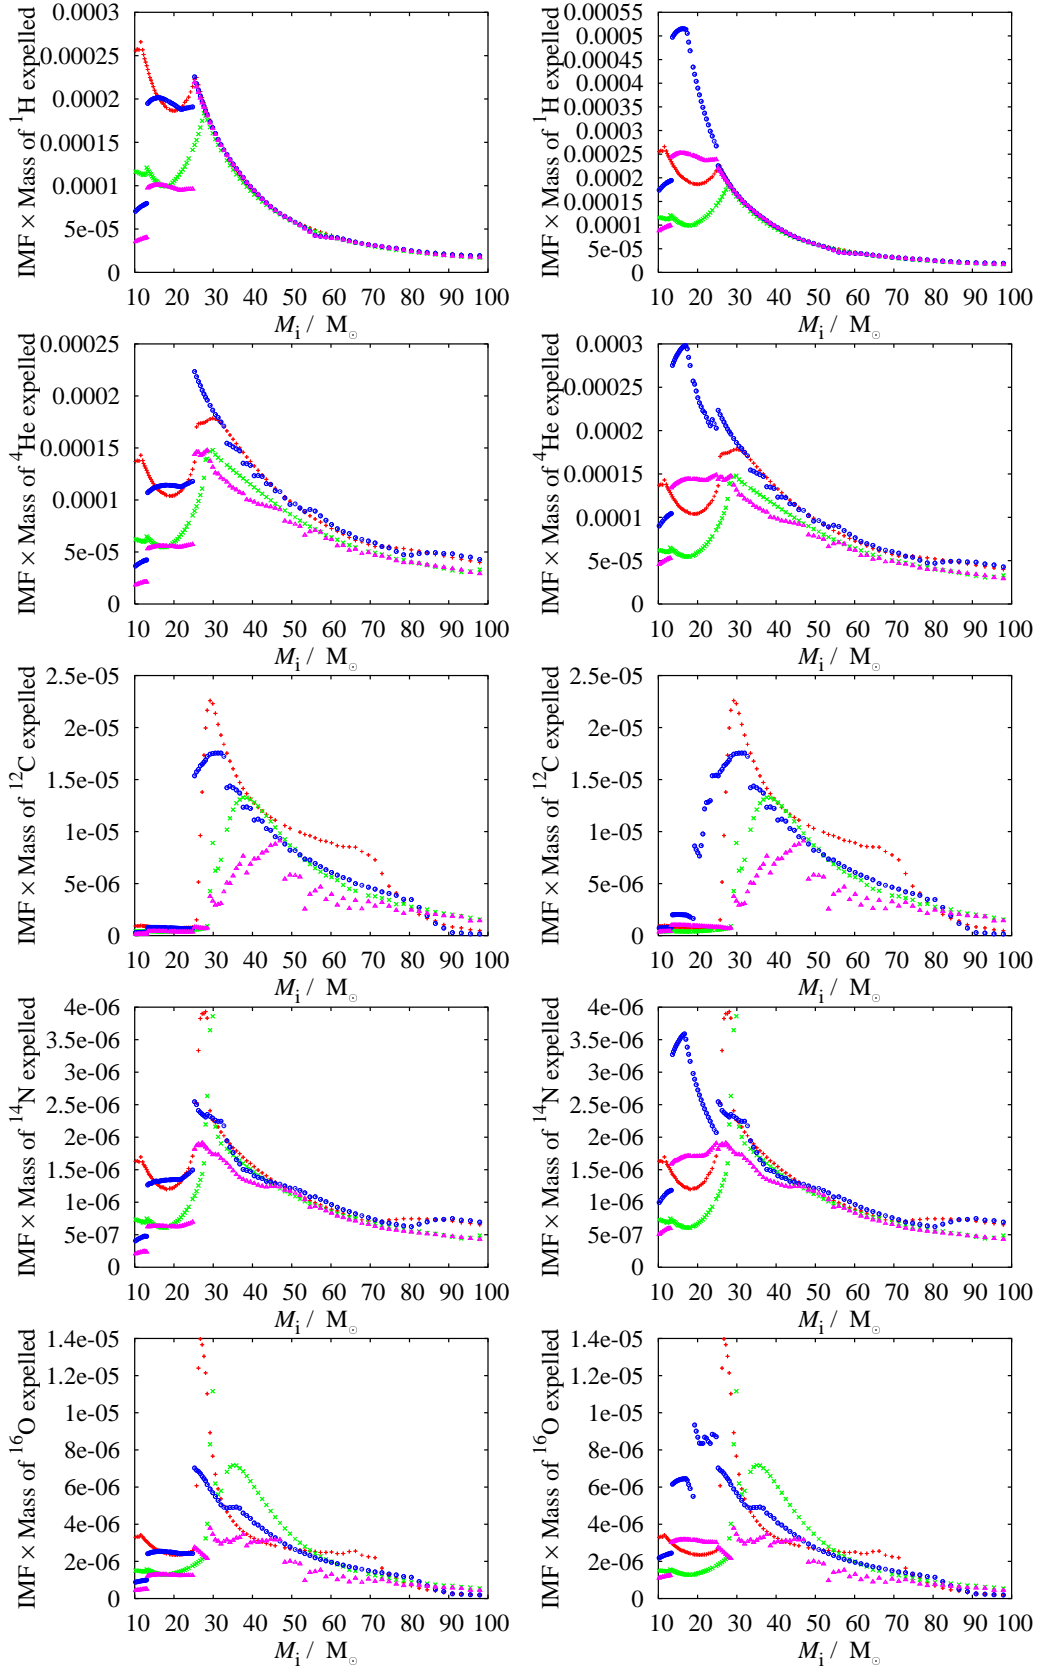 IMF × Mass of ¹H expelled
0.00025
0.0002
0.00015
0.0001
5e-05
0
10 20 30 40 50 60 70 80 90 100
Mᵢ / M☉
IMF × Mass of ¹H expelled
0.00055
0.0005
0.00045
0.0004
0.00035
0.0003
0.00025
0.0002
0.00015
0.0001
5e-05
0
10 20 30 40 50 60 70 80 90 100
Mᵢ / M☉
IMF × Mass of ⁴He expelled
0.00025
0.0002
0.00015
0.0001
5e-05
0
10 20 30 40 50 60 70 80 90 100
Mᵢ / M☉
IMF × Mass of ⁴He expelled
0.0003
0.00025
0.0002
0.00015
0.0001
5e-05
0
10 20 30 40 50 60 70 80 90 100
Mᵢ / M☉
IMF × Mass of ¹²C expelled
2.5e-05
2e-05
1.5e-05
1e-05
5e-06
0
10 20 30 40 50 60 70 80 90 100
Mᵢ / M☉
IMF × Mass of ¹²C expelled
2.5e-05
2e-05
1.5e-05
1e-05
5e-06
0
10 20 30 40 50 60 70 80 90 100
Mᵢ / M☉
IMF × Mass of ¹⁴N expelled
4e-06
3.5e-06
3e-06
2.5e-06
2e-06
1.5e-06
1e-06
5e-07
0
10 20 30 40 50 60 70 80 90 100
Mᵢ / M☉
IMF × Mass of ¹⁴N expelled
4e-06
3.5e-06
3e-06
2.5e-06
2e-06
1.5e-06
1e-06
5e-07
0
10 20 30 40 50 60 70 80 90 100
Mᵢ / M☉
IMF × Mass of ¹⁶O expelled
1.4e-05
1.2e-05
1e-05
8e-06
6e-06
4e-06
2e-06
0
10 20 30 40 50 60 70 80 90 100
Mᵢ / M☉
IMF × Mass of ¹⁶O expelled
1.4e-05
1.2e-05
1e-05
8e-06
6e-06
4e-06
2e-06
0
10 20 30 40 50 60 70 80 90 100
Mᵢ / M☉